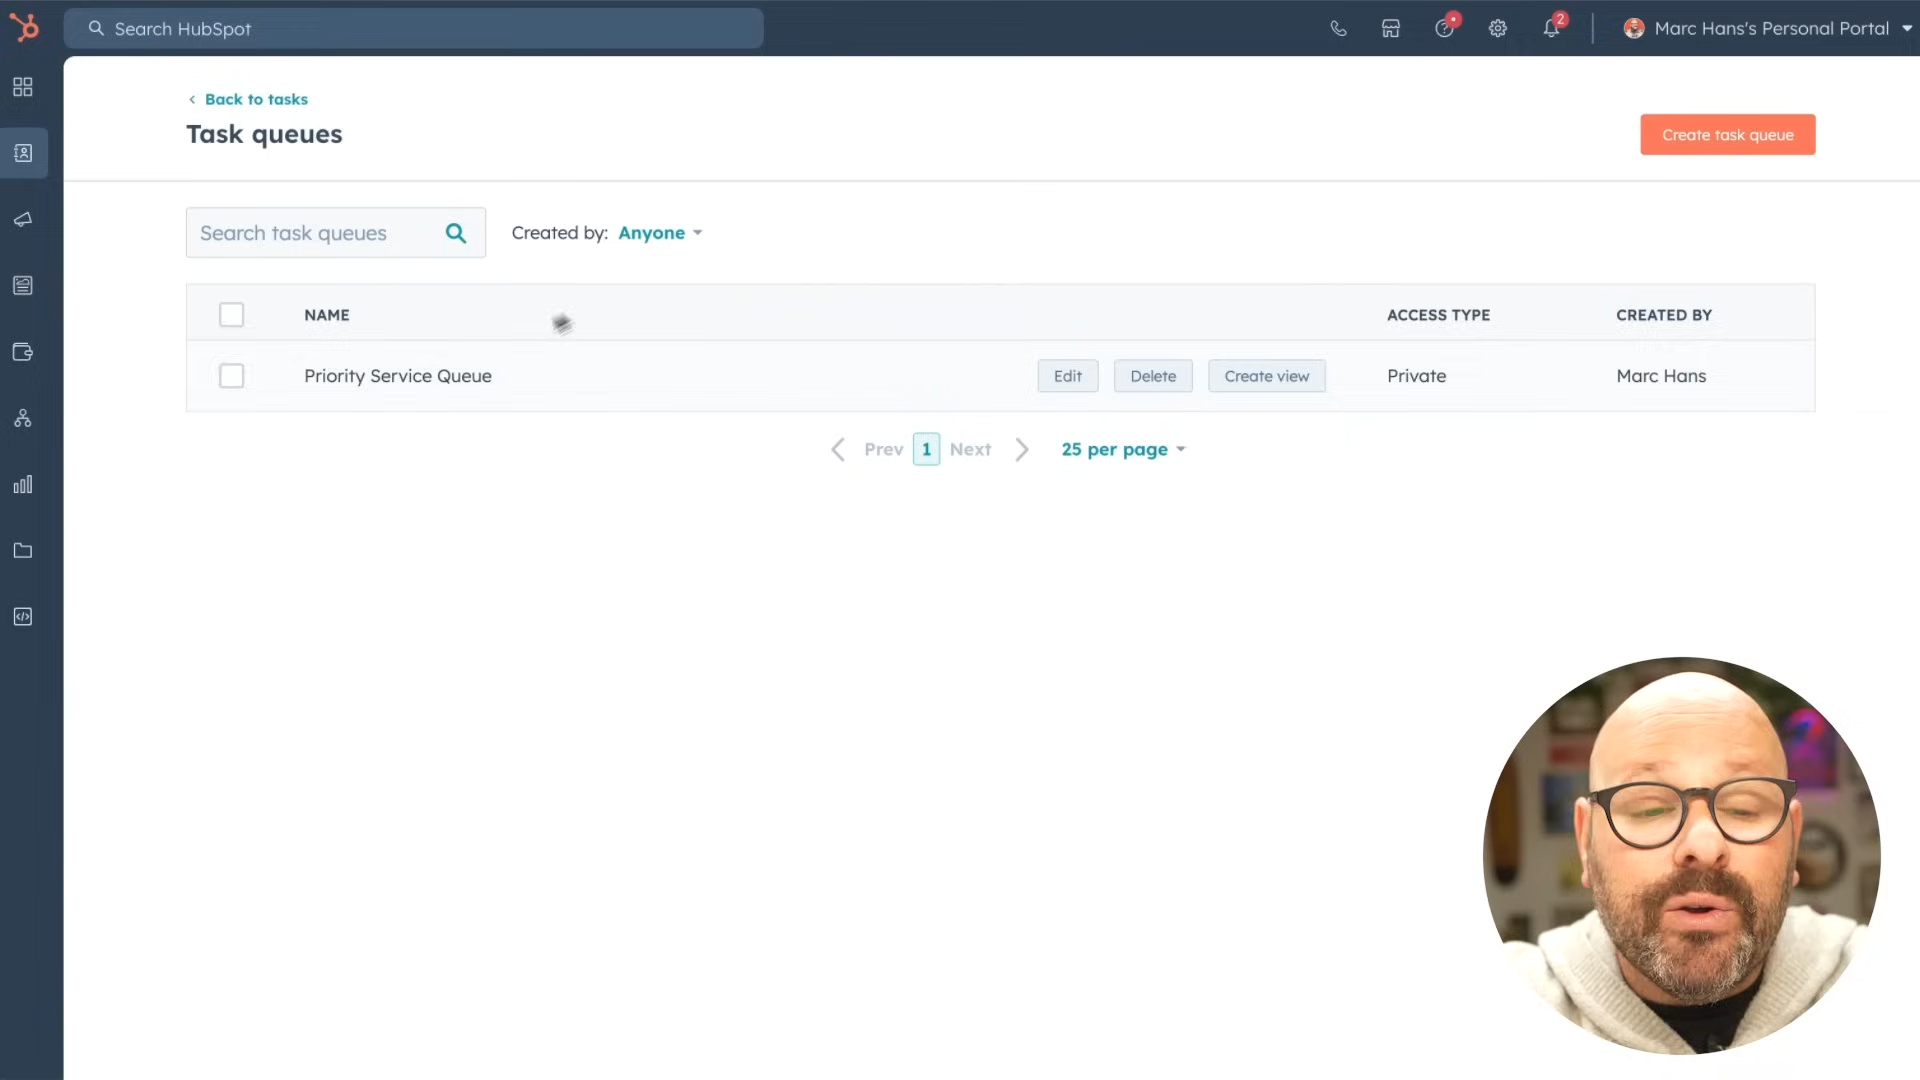 Search HubSpot
2
Marc Hans's Personal Portal
Back to tasks
Task queues
Create task queue
Search task queues
Created by: Anyone
NAME
ACCESS TYPE
CREATED BY
Priority Service Queue
Edit
Delete
Create view
Private
Marc Hans
Prev
1
Next
25 per page